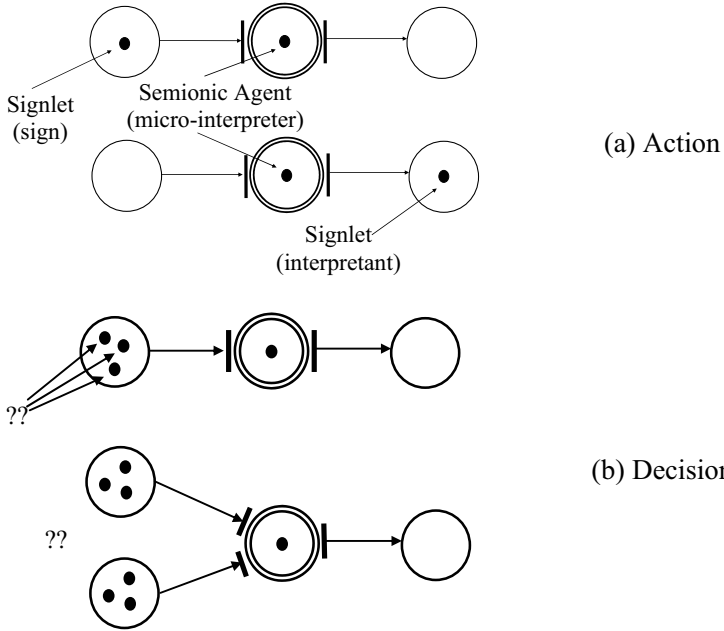 Signlet
(sign)
Semionic Agent
(micro-interpreter)
(a) Action
Signlet
(interpretant)
??
(b) Decision
??